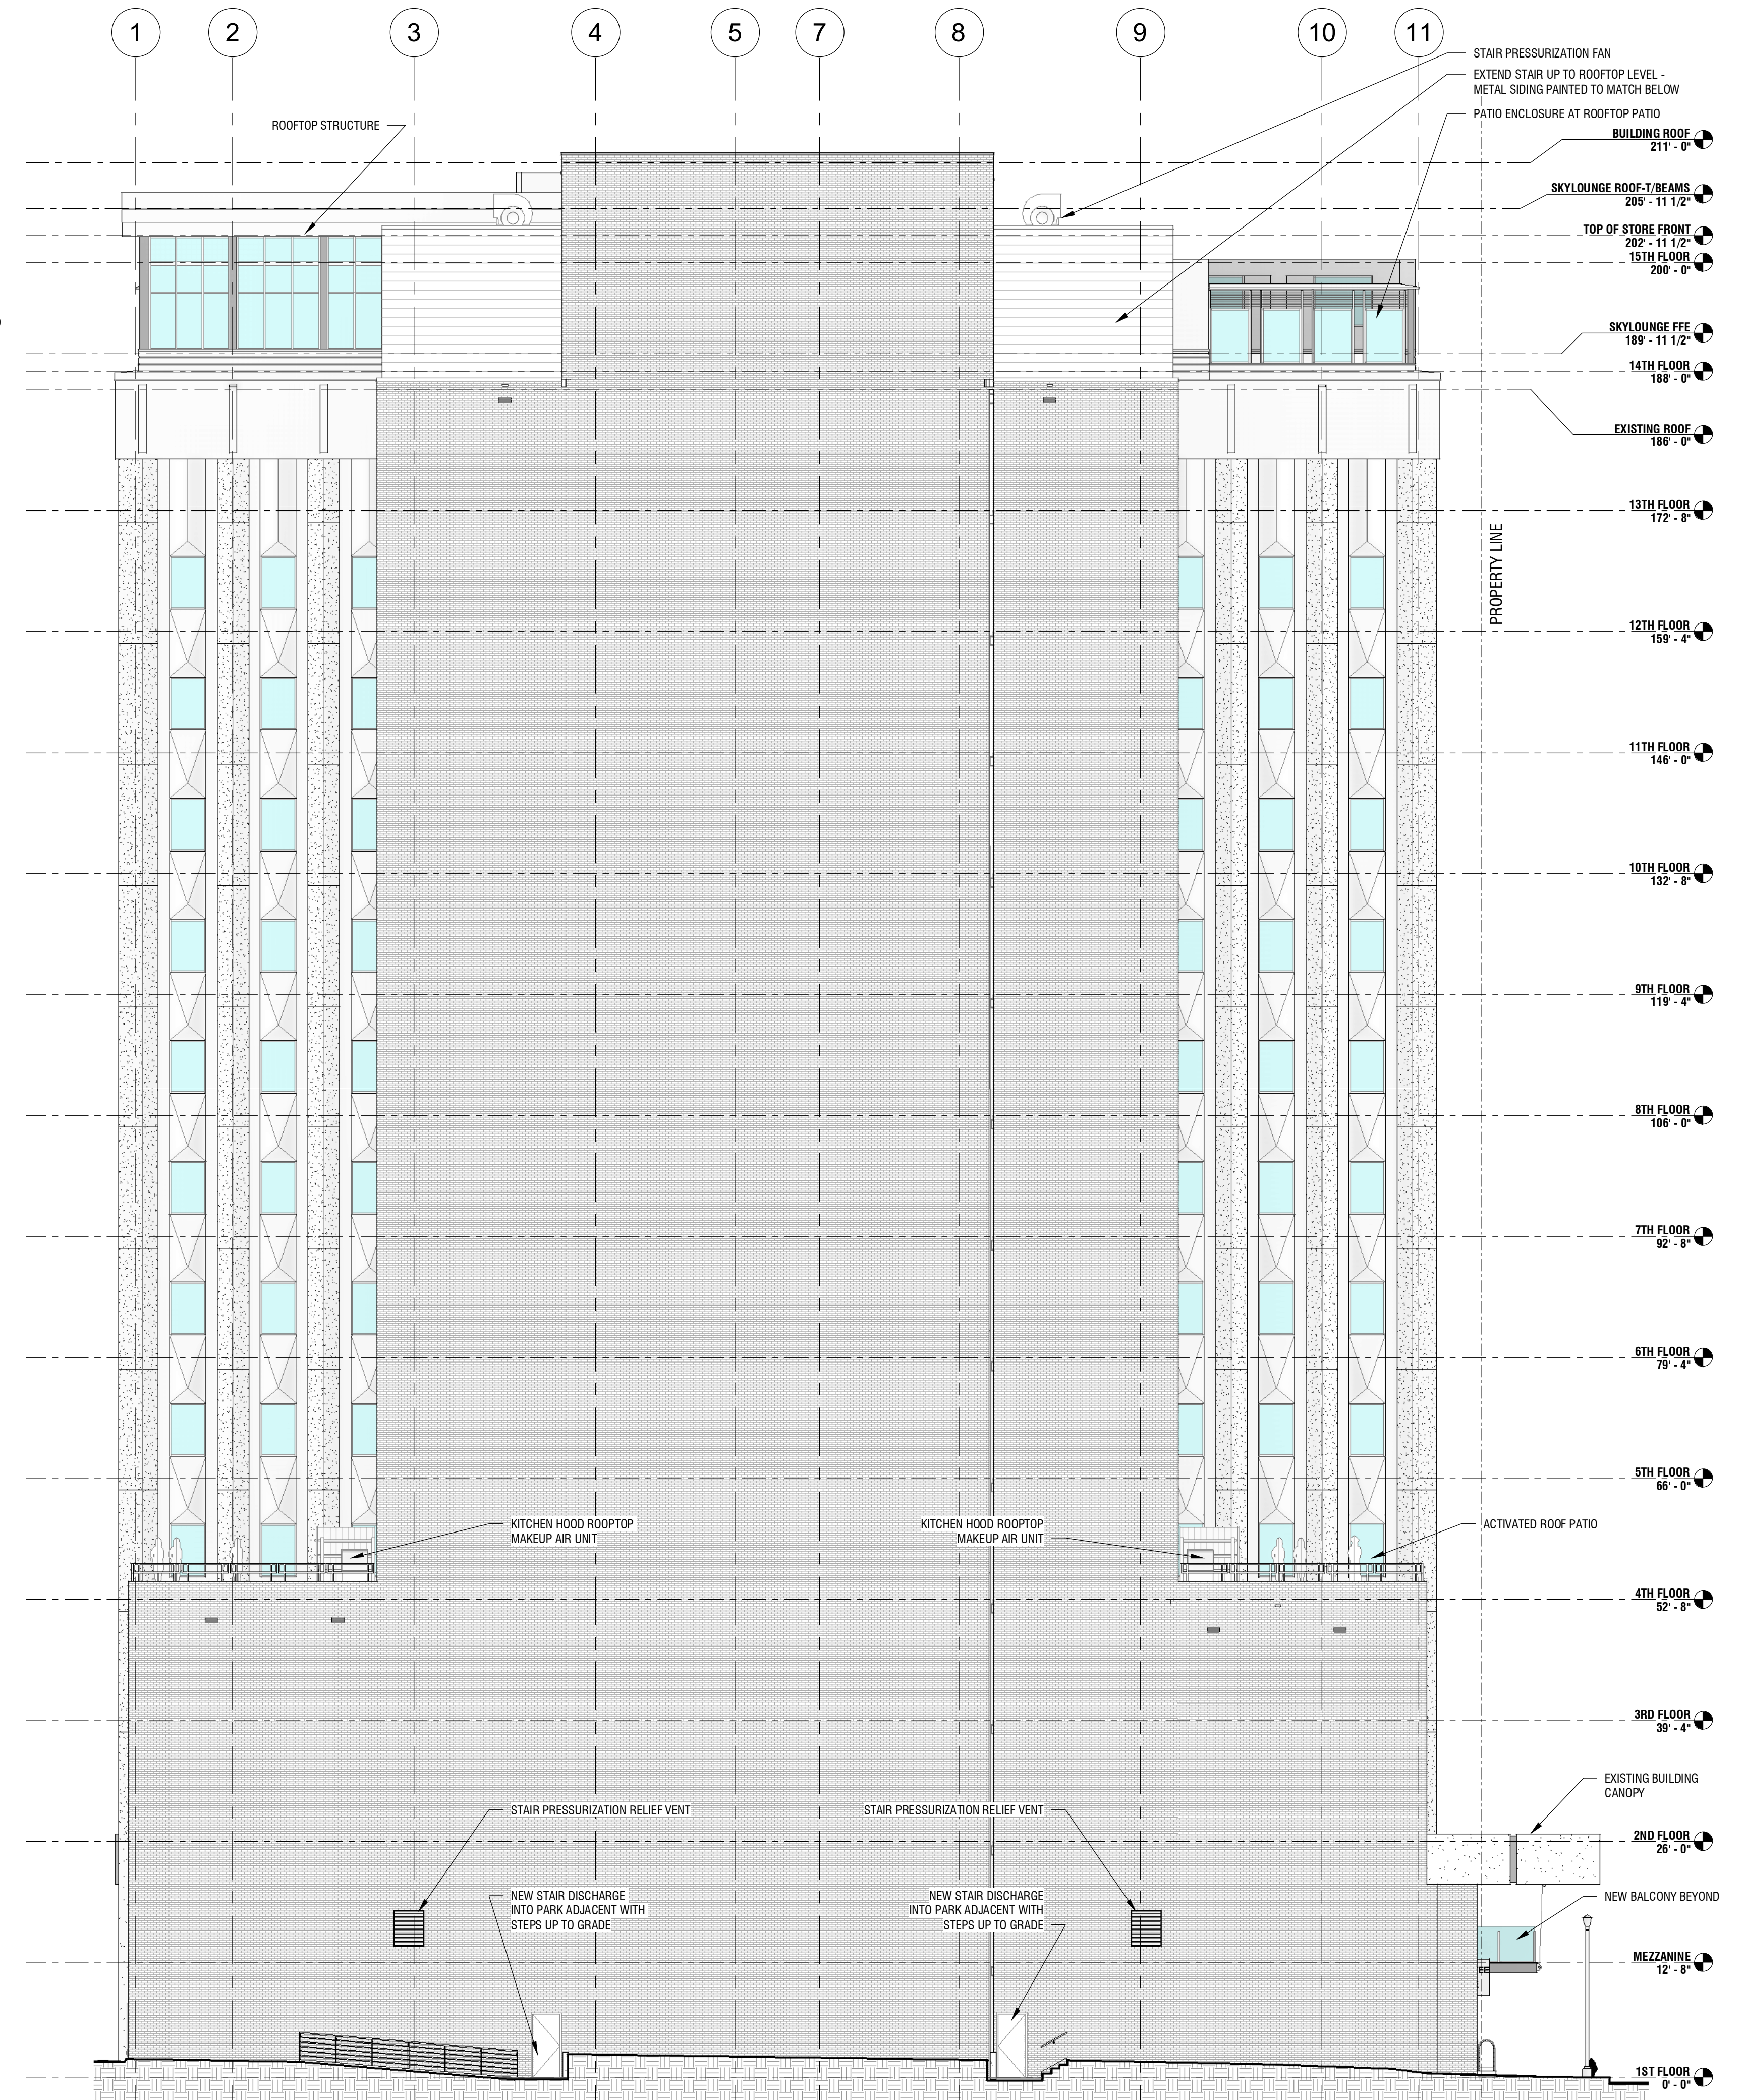 1 2 3 4 5 7 8 9 10 11
STAIR PRESSURIZATION FAN
EXTEND STAIR UP TO ROOFTOP LEVEL -
METAL SIDING PAINTED TO MATCH BELOW
PATIO ENCLOSURE AT ROOFTOP PATIO
ROOFTOP STRUCTURE
BUILDING ROOF
211' - 0"
SKYLOUNGE ROOF-T/BEAMS
205' - 11 1/2"
TOP OF STORE FRONT
202' - 11 1/2"
15TH FLOOR
200' - 0"
SKYLOUNGE FFE
189' - 11 1/2"
14TH FLOOR
188' - 0"
EXISTING ROOF
186' - 0"
13TH FLOOR
172' - 8"
PROPERTY LINE
12TH FLOOR
159' - 4"
11TH FLOOR
146' - 0"
10TH FLOOR
132' - 8"
9TH FLOOR
119' - 4"
8TH FLOOR
106' - 0"
7TH FLOOR
92' - 8"
6TH FLOOR
79' - 4"
5TH FLOOR
66' - 0"
KITCHEN HOOD ROOPTOP
MAKEUP AIR UNIT
KITCHEN HOOD ROOPTOP
MAKEUP AIR UNIT
ACTIVATED ROOF PATIO
4TH FLOOR
52' - 8"
3RD FLOOR
39' - 4"
EXISTING BUILDING
CANOPY
STAIR PRESSURIZATION RELIEF VENT
STAIR PRESSURIZATION RELIEF VENT
2ND FLOOR
26' - 0"
NEW STAIR DISCHARGE
INTO PARK ADJACENT WITH
STEPS UP TO GRADE
NEW STAIR DISCHARGE
INTO PARK ADJACENT WITH
STEPS UP TO GRADE
NEW BALCONY BEYOND
MEZZANINE
12' - 8"
1ST FLOOR
0' - 0"